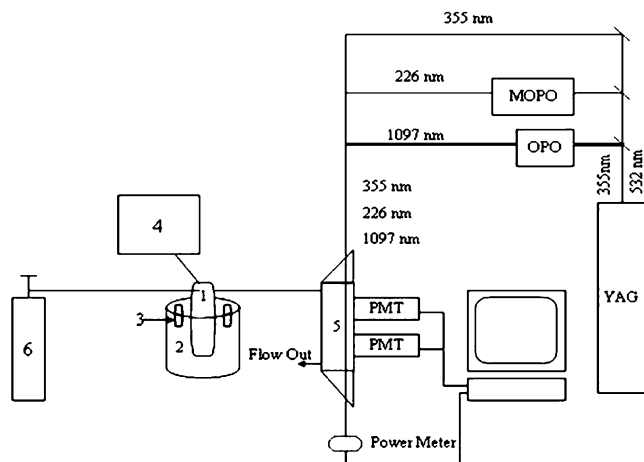 355 nm
226 nm
MOPO
1097 nm
OPO
355nm
532 nm
355 nm
226 nm
1097 nm
4
1
3
2
5
6
PMT
PMT
YAG
Flow Out
Power Meter